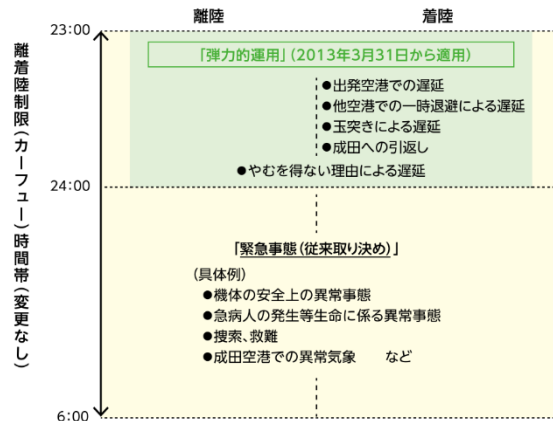 離陸
着陸
23:00
「弾力的運用」(2013年3月31日から適用)
●出発空港での遅延
●他空港での一時退避による遅延
●玉突きによる遅延
●成田への引返し
●やむを得ない理由による遅延
24:00
離着陸制限(カーフュー)時間帯(変更なし)
「緊急事態(従来取り決め)」
(具体例)
●機体の安全上の異常事態
●急病人の発生等生命に係る異常事態
●捜索、救難
●成田空港での異常気象 など
6:00